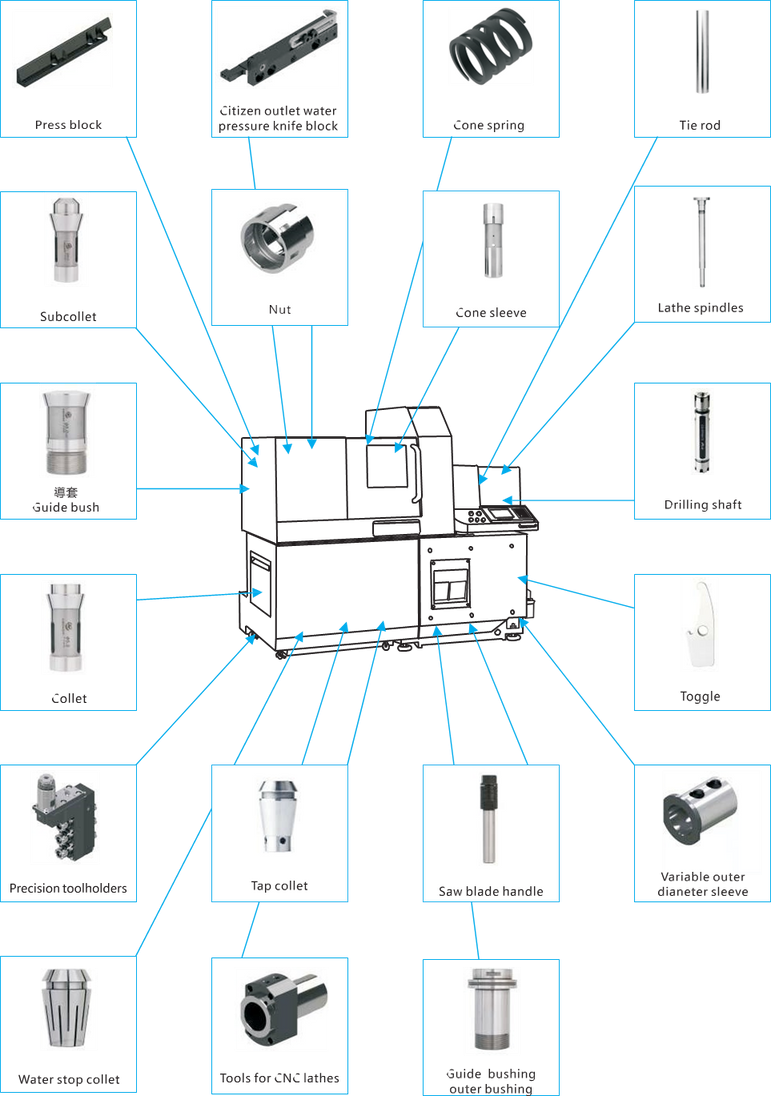 Press block
Citizen outlet water
pressure knife block
Cone spring
Tie rod
Subcollet
Nut
Cone sleeve
Lathe spindles
導套
Guide bush
Drilling shaft
Collet
Toggle
Precision toolholders
Tap collet
Saw blade handle
Variable outer
dianeter sleeve
Water stop collet
Tools for CNC lathes
Guide bushing
outer bushing